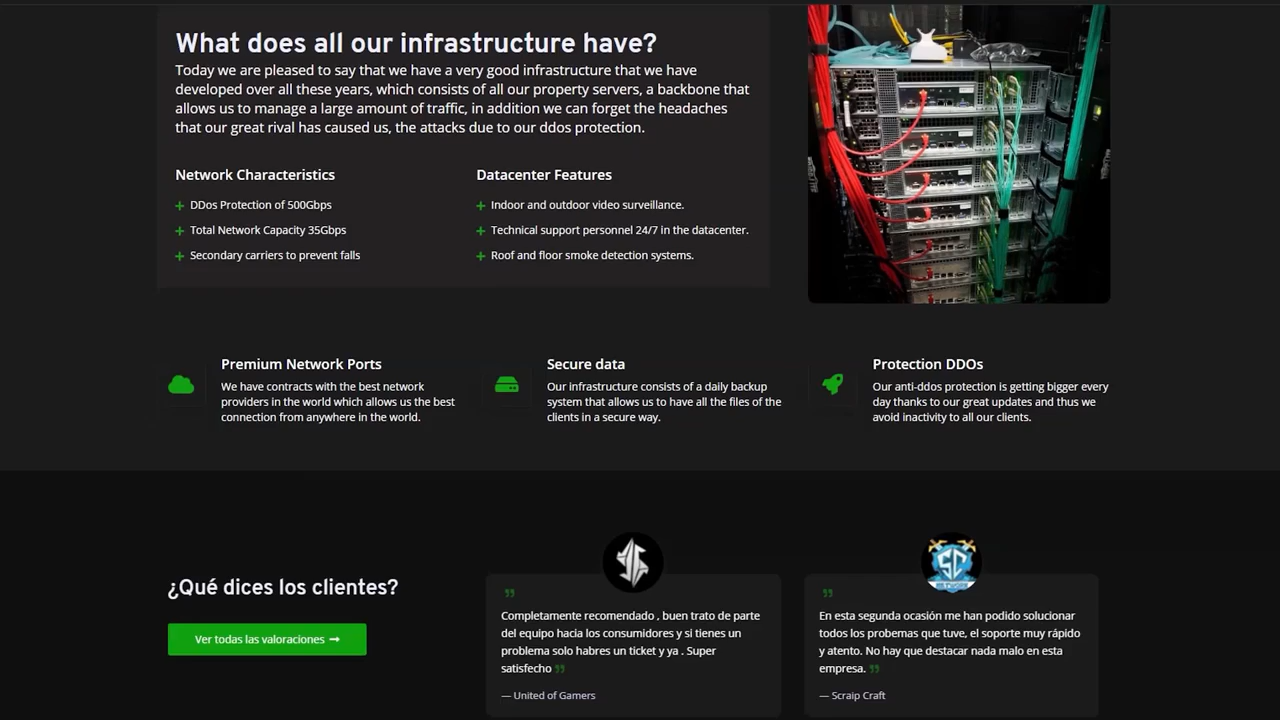 What does all our infrastructure have?
Today we are pleased to say that we have a very good infrastructure that we have
developed over all these years, which consists of all our property servers, a backbone that
allows us to manage a large amount of traffic, in addition we can forget the headaches
that our great rival has caused us, the attacks due to our ddos protection.
Network Characteristics
DDos Protection of 500Gbps
Total Network Capacity 35Gbps
Secondary carriers to prevent falls
Datacenter Features
Indoor and outdoor video surveillance.
Technical support personnel 24/7 in the datacenter.
Roof and floor smoke detection systems.
Premium Network Ports
We have contracts with the best network
providers in the world which allows us the best
connection from anywhere in the world.
Secure data
Our infrastructure consists of a daily backup
system that allows us to have all the files of the
clients in a secure way.
Protection DDOs
Our anti-ddos protection is getting bigger every
day thanks to our great updates and thus we
avoid inactivity to all our clients.
¿Qué dices los clientes?
Ver todas las valoraciones →
Completamente recomendado , buen trato de parte
del equipo hacia los consumidores y si tienes un
problema solo habres un ticket y ya . Super
satisfecho
— United of Gamers
SC
NETWORK
En esta segunda ocasión me han podido solucionar
todos los probemas que tuve, el soporte muy rápido
y atento. No hay que destacar nada malo en esta
empresa.
— Scraip Craft